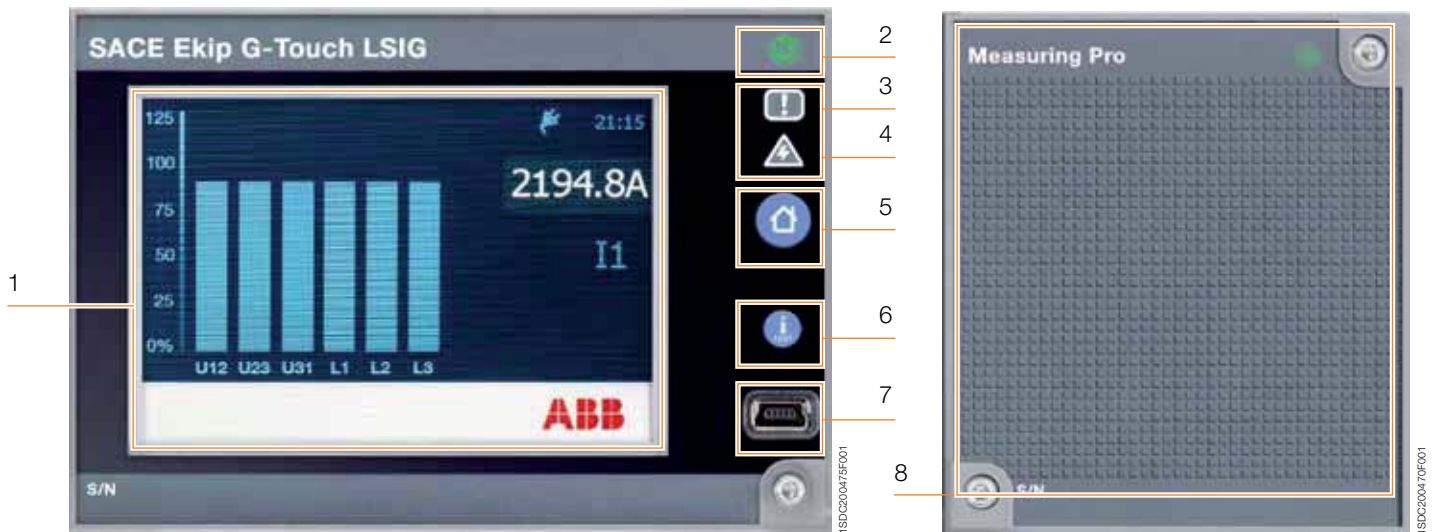 SACE Ekip G-Touch LSIG
125
100
75
50
25
0%
U12 U23 U31 L1 L2 L3
21:15
2194.8A
I1
ABB
S/N
1
2
3
4
5
6
7
1SDC200475F001
Measuring Pro
S/N
8
1SDC200470F001